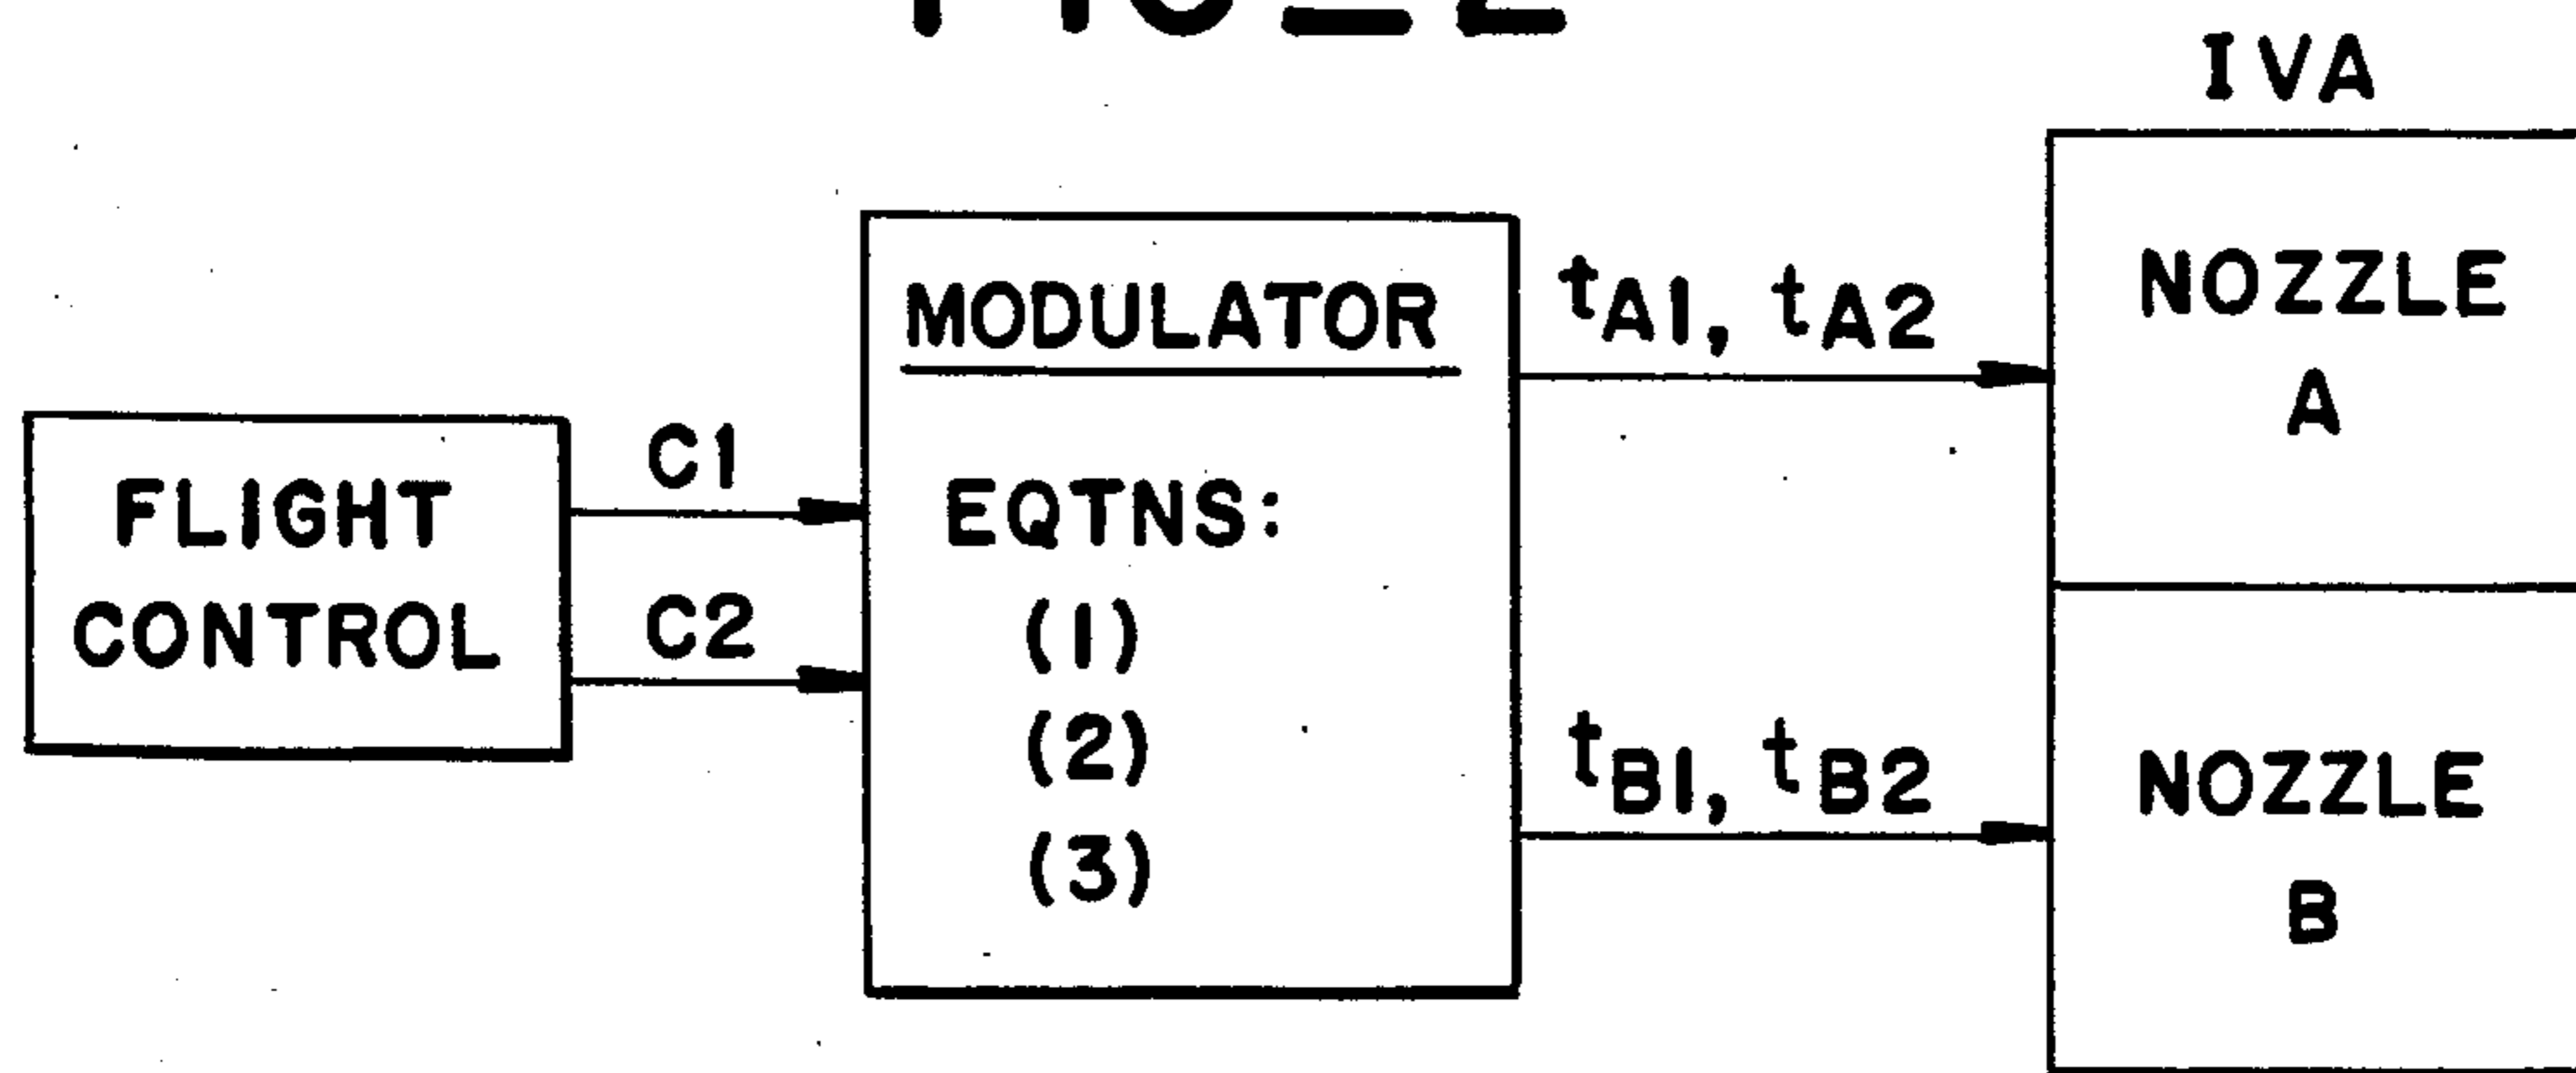 IVA
FLIGHT
CONTROL
C1
C2
MODULATOR
EQTNS:
(1)
(2)
(3)
tA1, tA2
tB1, tB2
NOZZLE
A
NOZZLE
B